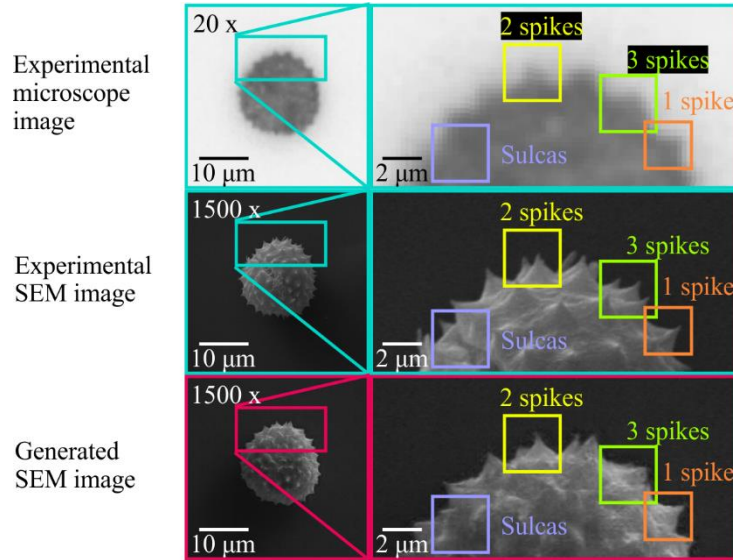 Experimental
microscope
image
20 x
10 μm
2 spikes
3 spikes
1 spike
Sulcas
2 μm
Experimental
SEM image
1500 x
10 μm
2 spikes
3 spikes
1 spike
Sulcas
2 μm
Generated
SEM image
1500 x
10 μm
2 spikes
3 spikes
1 spike
Sulcas
2 μm